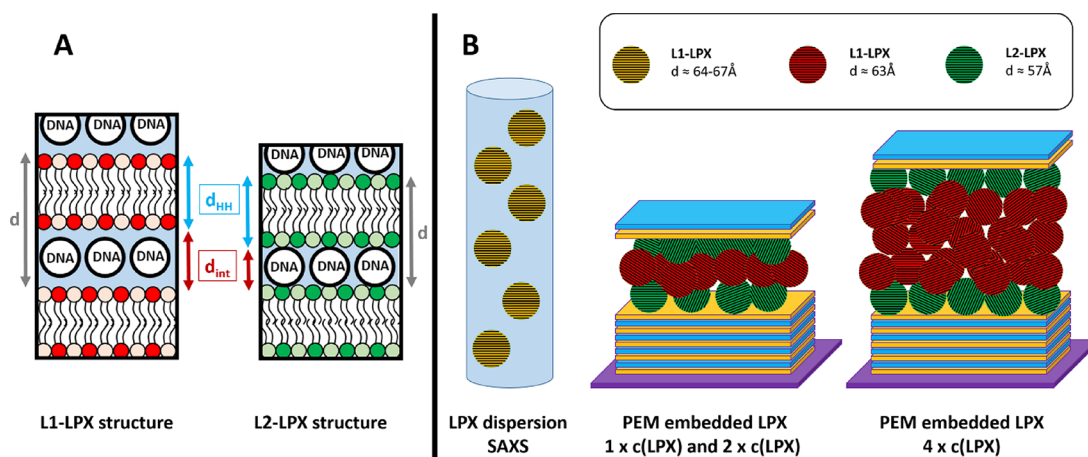 A
DNA DNA DNA
d
DNA DNA DNA
L1-LPX structure
d_HH
d_int
DNA DNA DNA
d
DNA DNA DNA
L2-LPX structure
B
L1-LPX
d ≈ 64-67Å
L1-LPX
d ≈ 63Å
L2-LPX
d ≈ 57Å
LPX dispersion
SAXS
PEM embedded LPX
1 x c(LPX) and 2 x c(LPX)
PEM embedded LPX
4 x c(LPX)